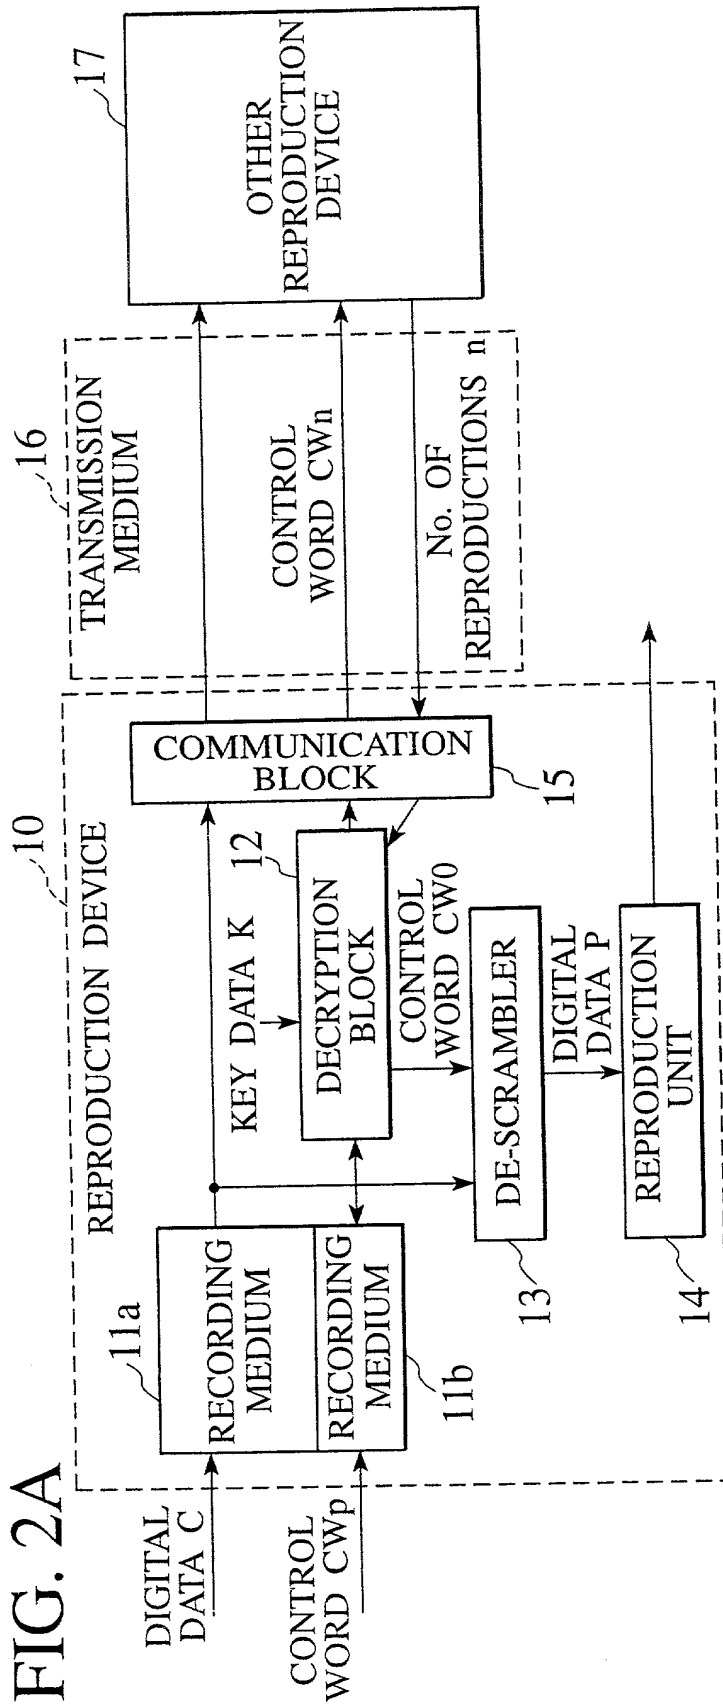 FIG. 2A
DIGITAL
DATA C
CONTROL
WORD CWp
10
REPRODUCTION DEVICE
11a
RECORDING
MEDIUM
RECORDING
MEDIUM
11b
KEY DATA K
12
DECRYPTION
BLOCK
CONTROL
WORD CW0
13
DE-SCRAMBLER
DIGITAL
DATA P
14
REPRODUCTION
UNIT
COMMUNICATION
BLOCK
15
16
TRANSMISSION
MEDIUM
CONTROL
WORD CWn
No. OF
REPRODUCTIONS n
17
OTHER
REPRODUCTION
DEVICE